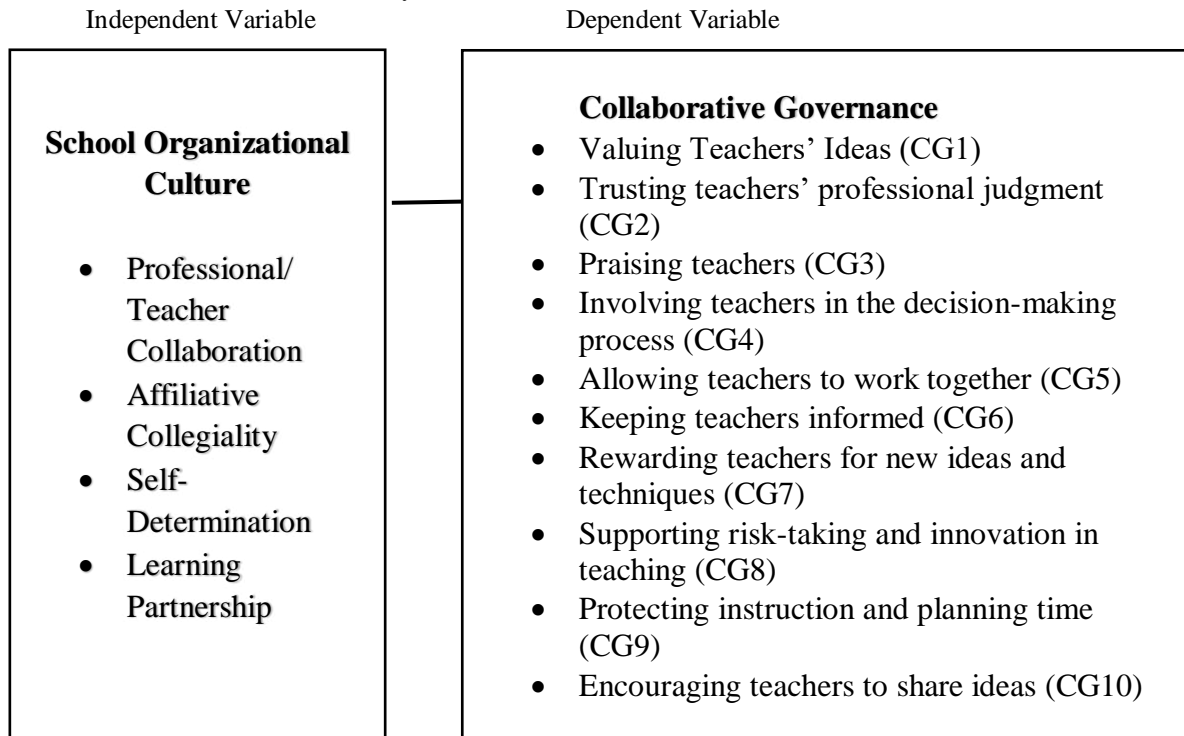 Independent Variable
Dependent Variable
School Organizational
Culture
• Professional/
Teacher
Collaboration
• Affiliative
Collegiality
• Self-
Determination
• Learning
Partnership
Collaborative Governance
• Valuing Teachers’ Ideas (CG1)
• Trusting teachers’ professional judgment
(CG2)
• Praising teachers (CG3)
• Involving teachers in the decision-making
process (CG4)
• Allowing teachers to work together (CG5)
• Keeping teachers informed (CG6)
• Rewarding teachers for new ideas and
techniques (CG7)
• Supporting risk-taking and innovation in
teaching (CG8)
• Protecting instruction and planning time
(CG9)
• Encouraging teachers to share ideas (CG10)